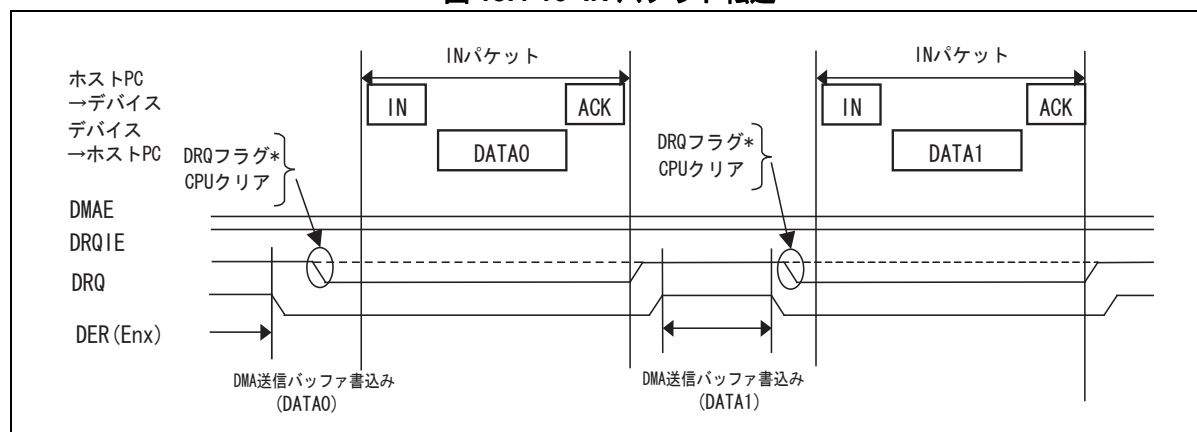 INパケット
INパケット
ホストPC
→デバイス
デバイス
→ホストPC
IN
ACK
DATA0
DRQフラグ*
CPUクリア
IN
ACK
DATA1
DRQフラグ*
CPUクリア
DMAE
DRQIE
DRQ
DER(Enx)
DMA送信バッファ書込み
(DATA0)
DMA送信バッファ書込み
(DATA1)